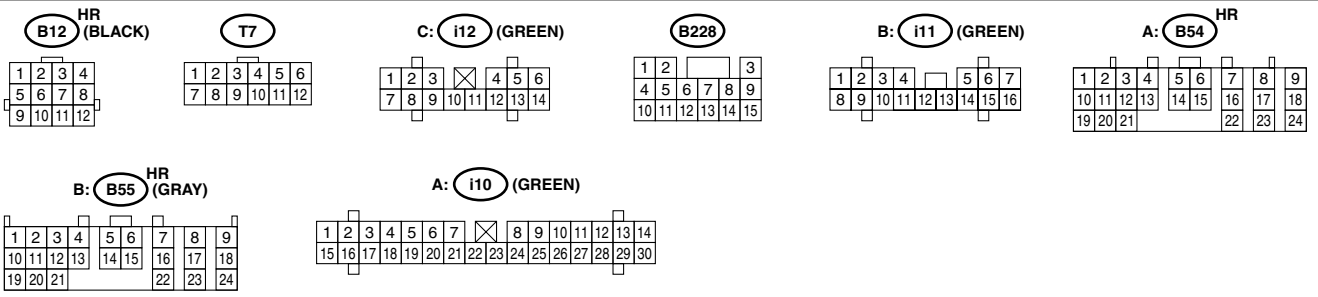 HR
B12 (BLACK)
1 2 3 4
5 6 7 8
9 10 11 12
T7
1 2 3 4 5 6
7 8 9 10 11 12
C: i12 (GREEN)
1 2 3 4 5 6
7 8 9 10 11 12 13 14
B228
1 2 3
4 5 6 7 8 9
10 11 12 13 14 15
B: i11 (GREEN)
1 2 3 4 5 6 7
8 9 10 11 12 13 14 15 16
HR
A: B54
1 2 3 4 5 6 7 8 9
10 11 12 13 14 15 16 17 18
19 20 21 22 23 24
HR
B: B55 (GRAY)
1 2 3 4 5 6 7 8 9
10 11 12 13 14 15 16 17 18
19 20 21 22 23 24
A: i10 (GREEN)
1 2 3 4 5 6 7 8 9 10 11 12 13 14
15 16 17 18 19 20 21 22 23 24 25 26 27 28 29 30